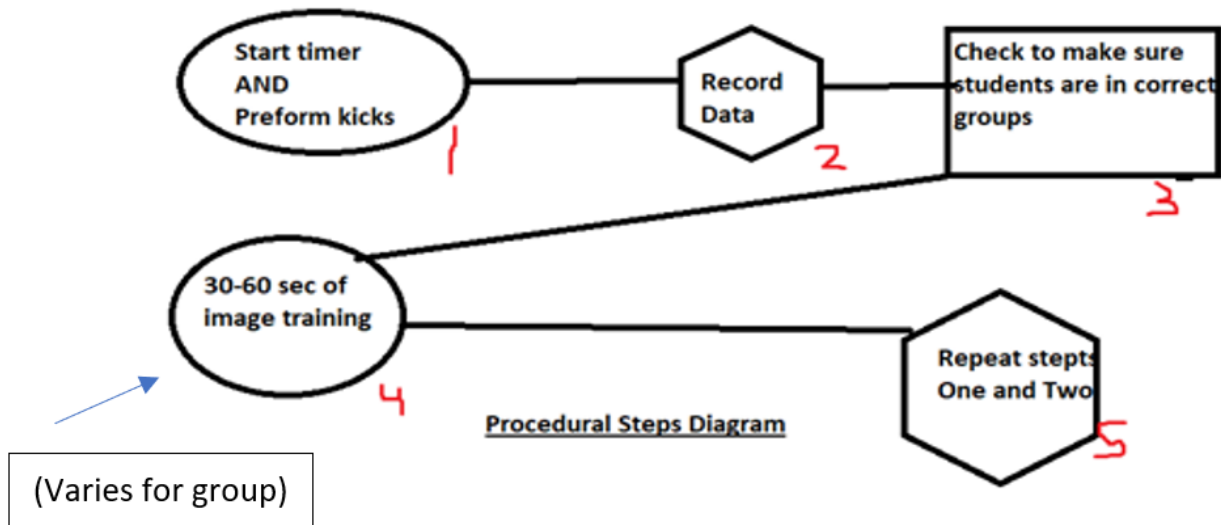 Start timer
AND
Preform kicks
1
Record
Data
2
Check to make sure
students are in correct
groups
3
30-60 sec of
image training
4
Repeat stepts
One and Two
5
Procedural Steps Diagram
(Varies for group)